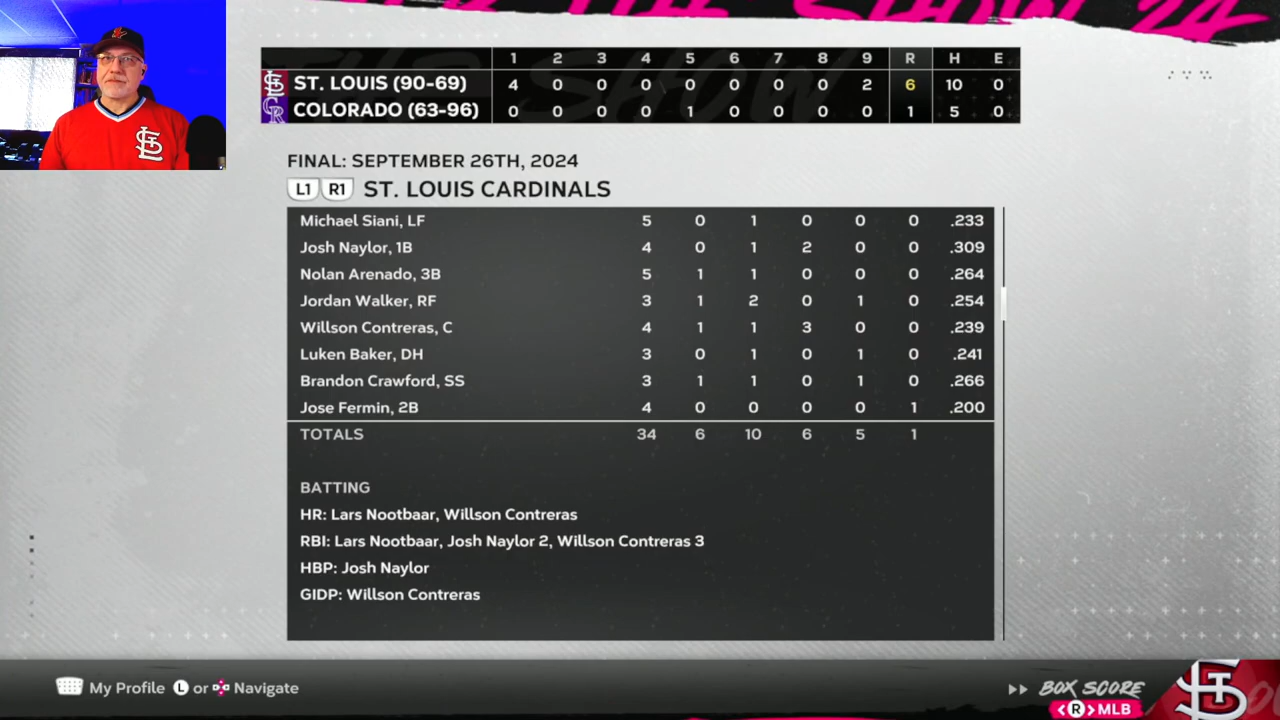 THE SHOW 24
1 2 3 4 5 6 7 8 9 R H E
ST. LOUIS (90-69) 4 0 0 0 0 0 0 0 2 6 10 0
COLORADO (63-96) 0 0 0 0 1 0 0 0 0 1 5 0
FINAL: SEPTEMBER 26TH, 2024
L1 R1 ST. LOUIS CARDINALS
Michael Siani, LF 5 0 1 0 0 0 .233
Josh Naylor, 1B 4 0 1 2 0 0 .309
Nolan Arenado, 3B 5 1 1 0 0 0 .264
Jordan Walker, RF 3 1 2 0 1 0 .254
Willson Contreras, C 4 1 1 3 0 0 .239
Luken Baker, DH 3 0 1 0 1 0 .241
Brandon Crawford, SS 3 1 1 0 1 0 .266
Jose Fermin, 2B 4 0 0 0 0 1 .200
TOTALS 34 6 10 6 5 1
BATTING
HR: Lars Nootbaar, Willson Contreras
RBI: Lars Nootbaar, Josh Naylor 2, Willson Contreras 3
HBP: Josh Naylor
GIDP: Willson Contreras
My Profile L or Navigate
BOX SCORE
<R> MLB